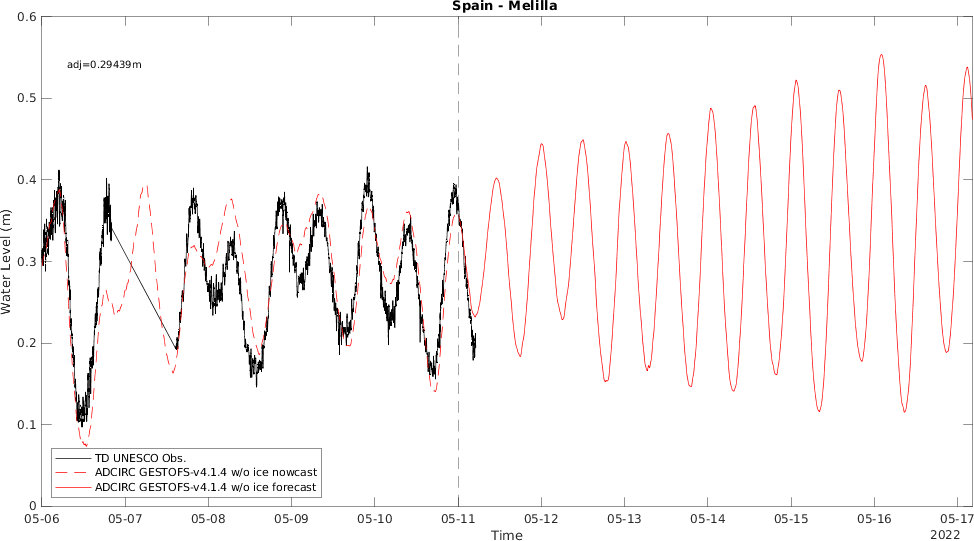 Spain - Melilla
0.6
adj=0.29439m
0.5
0.4
0.3
0.2
0.1
0
Water Level (m)
TD UNESCO Obs.
ADCIRC GESTOFS-v4.1.4 w/o ice nowcast
ADCIRC GESTOFS-v4.1.4 w/o ice forecast
05-06 05-07 05-08 05-09 05-10 05-11 05-12 05-13 05-14 05-15 05-16 05-17
Time
2022